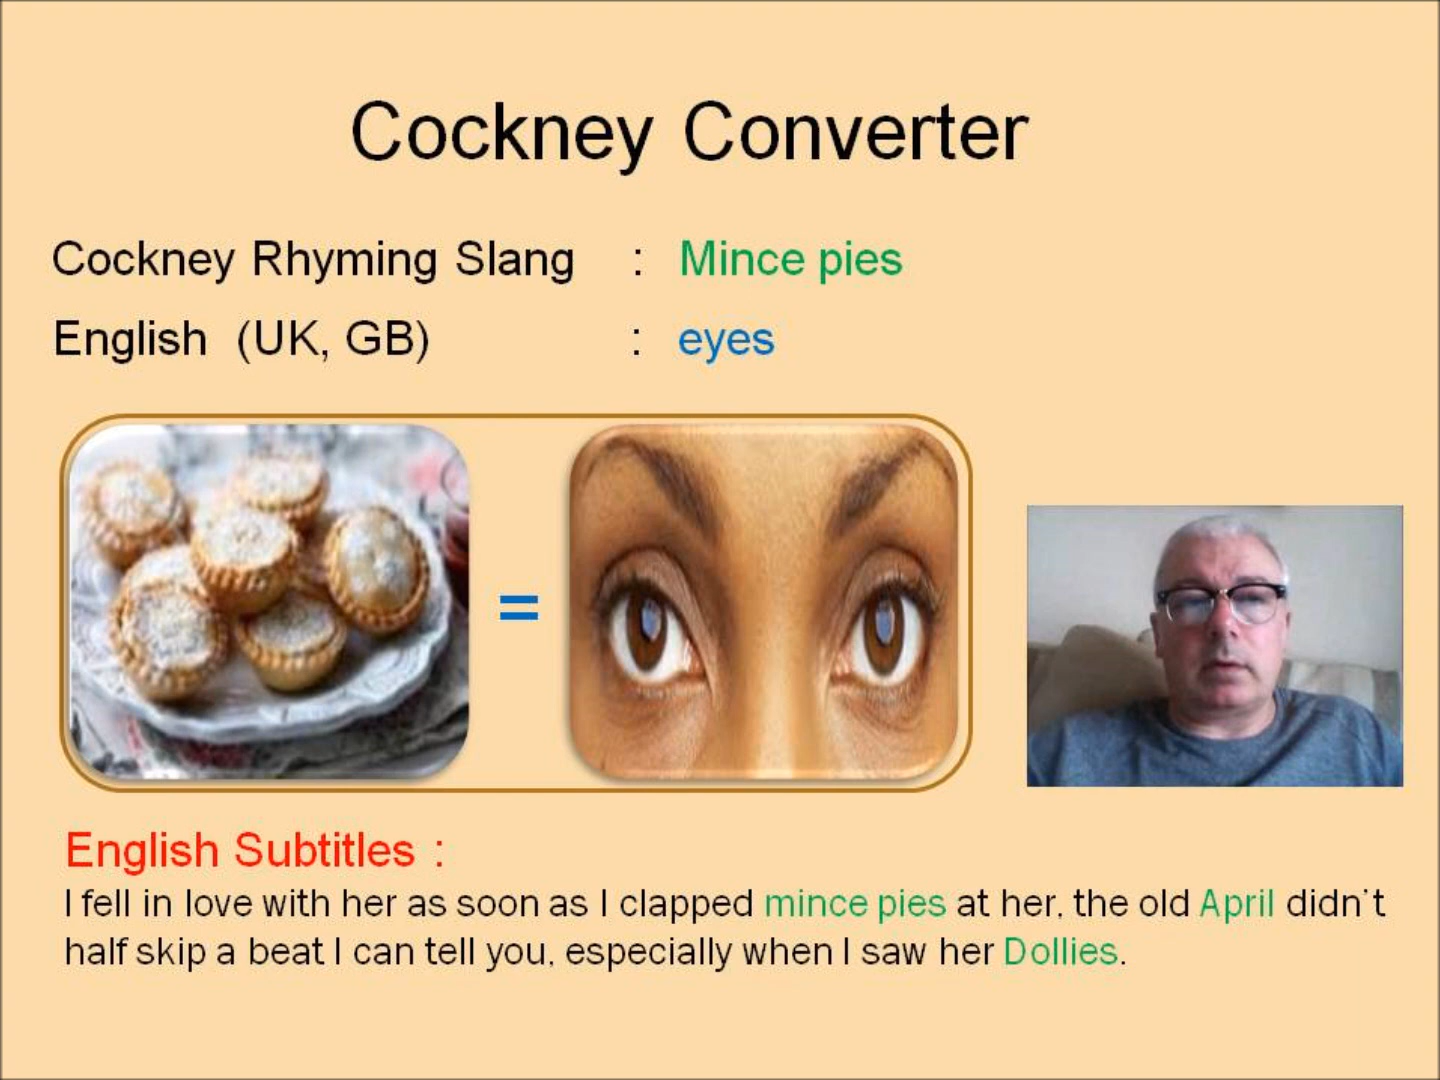 Cockney Converter
Cockney Rhyming Slang : Mince pies
English (UK, GB) : eyes
=
English Subtitles :
I fell in love with her as soon as I clapped mince pies at her, the old April didn't
half skip a beat I can tell you, especially when I saw her Dollies.